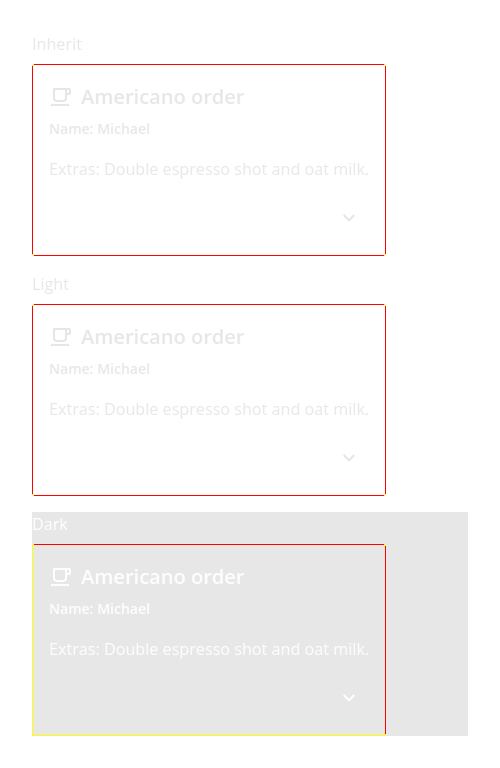 Inherit
Americano order
Name: Michael
Extras: Double espresso shot and oat milk.
Light
Americano order
Name: Michael
Extras: Double espresso shot and oat milk.
Dark
Americano order
Name: Michael
Extras: Double espresso shot and oat milk.